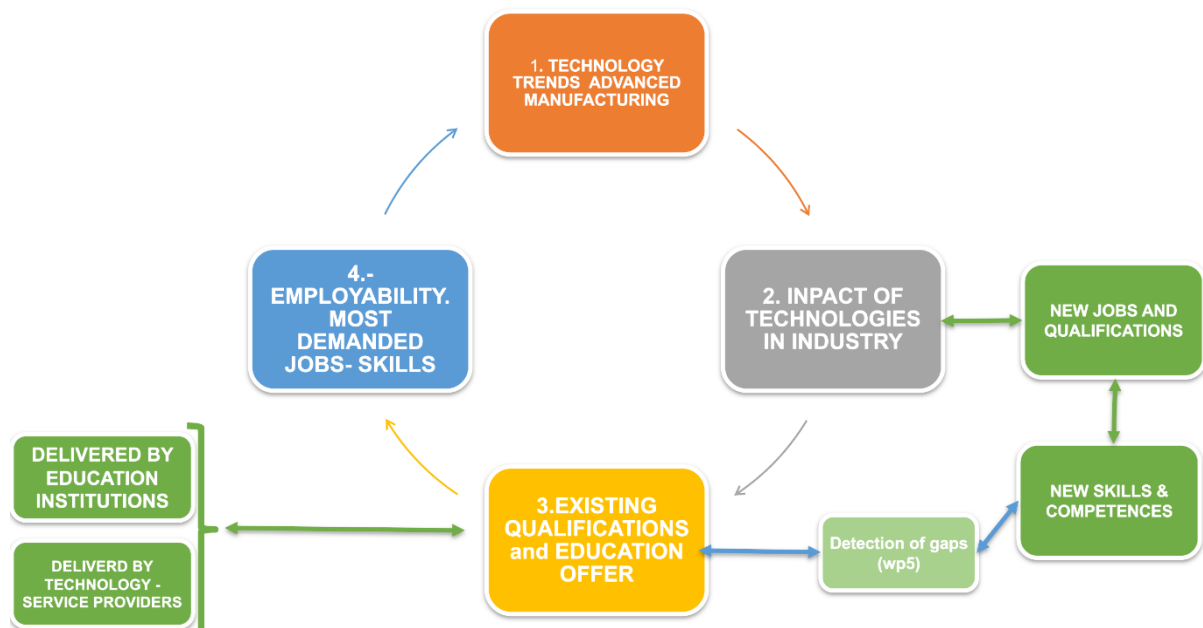 1. TECHNOLOGY
TRENDS ADVANCED
MANUFACTURING
4.-
EMPLOYABILITY.
MOST
DEMANDED
JOBS- SKILLS
2. INPACT OF
TECHNOLOGIES
IN INDUSTRY
NEW JOBS AND
QUALIFICATIONS
DELIVERED BY
EDUCATION
INSTITUTIONS
3.EXISTING
QUALIFICATIONS
and EDUCATION
OFFER
Detection of gaps
(wp5)
NEW SKILLS &
COMPETENCES
DELIVERD BY
TECHNOLOGY -
SERVICE PROVIDERS